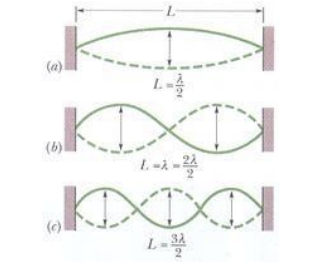 L
(a)
L = λ/2
(b)
L = λ = 2λ/2
(c)
L = 3λ/2